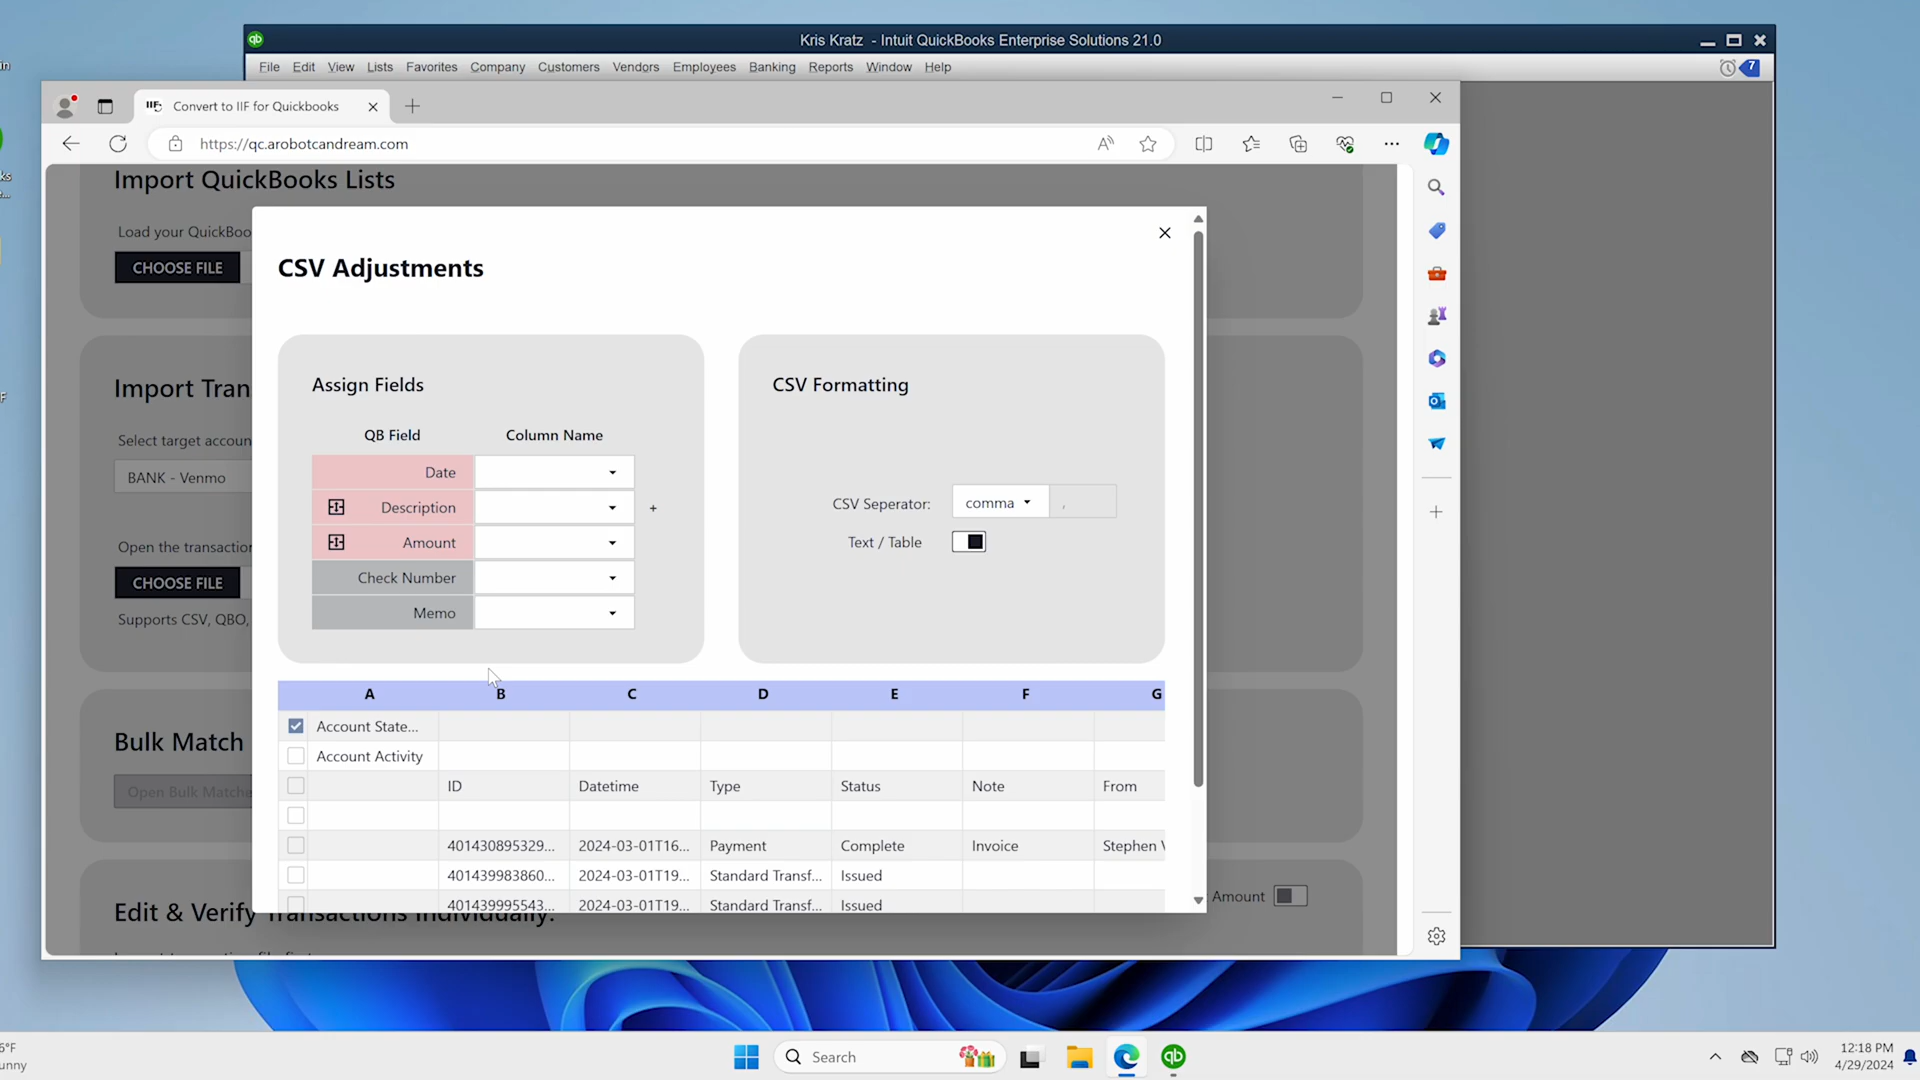 Kris Kratz - Intuit QuickBooks Enterprise Solutions 21.0
File Edit View Lists Favorites Company Customers Vendors Employees Banking Reports Window Help
7
Convert to IIF for Quickbooks
https://qc.arobotcandream.com
Import QuickBooks Lists
Load your QuickBoo
CHOOSE FILE
Import Tran
Select target accoun
BANK - Venmo
Open the transaction
CHOOSE FILE
Supports CSV, QBO,
Bulk Match
Open Bulk Matche
Edit & Verify Transactions Individually.
Amount
CSV Adjustments
Assign Fields
QB Field Column Name
Date
Description +
Amount
Check Number
Memo
CSV Formatting
CSV Seperator: comma ,
Text / Table
A B C D E F G
Account State...
Account Activity
ID Datetime Type Status Note From
401430895329... 2024-03-01T16... Payment Complete Invoice Stephen
401439983860... 2024-03-01T19... Standard Transf... Issued
401439995543... 2024-03-01T19... Standard Transf... Issued
Search
12:18 PM
4/29/2024